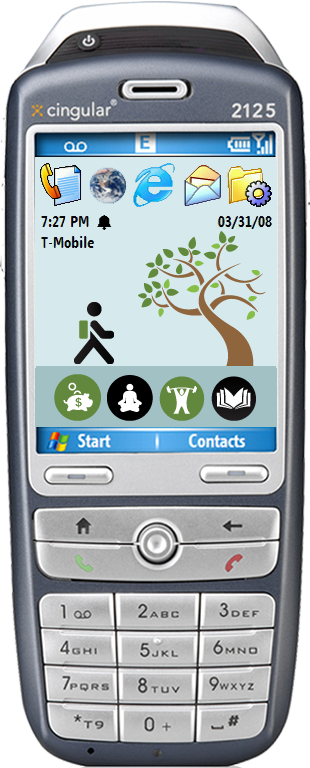 cingular®
2125
E
7:27 PM 03/31/08
T-Mobile
$
Start Contacts
1 2ABC 3DEF
4GHI 5JKL 6MNO
7PQRS 8TUV 9WXYZ
*T9 0 + #